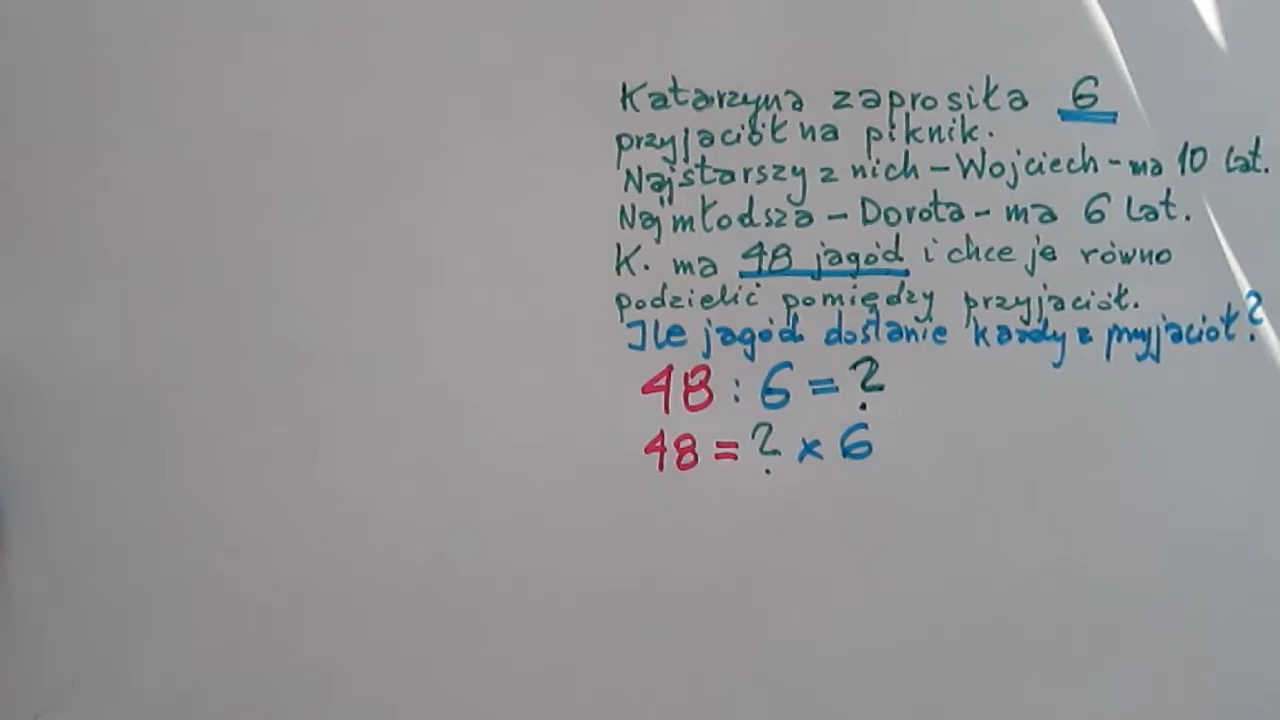 Katarzyna zaprosiła 6
przyjaciół na piknik.
Najstarszy z nich - Wojciech - ma 10 lat.
Najmłodsza - Dorota - ma 6 lat.
K. ma 48 jagód i chce je równo
podzielić pomiędzy przyjaciół.
Ile jagód dostanie każdy z przyjaciół?
48 : 6 = ?
48 = ? × 6